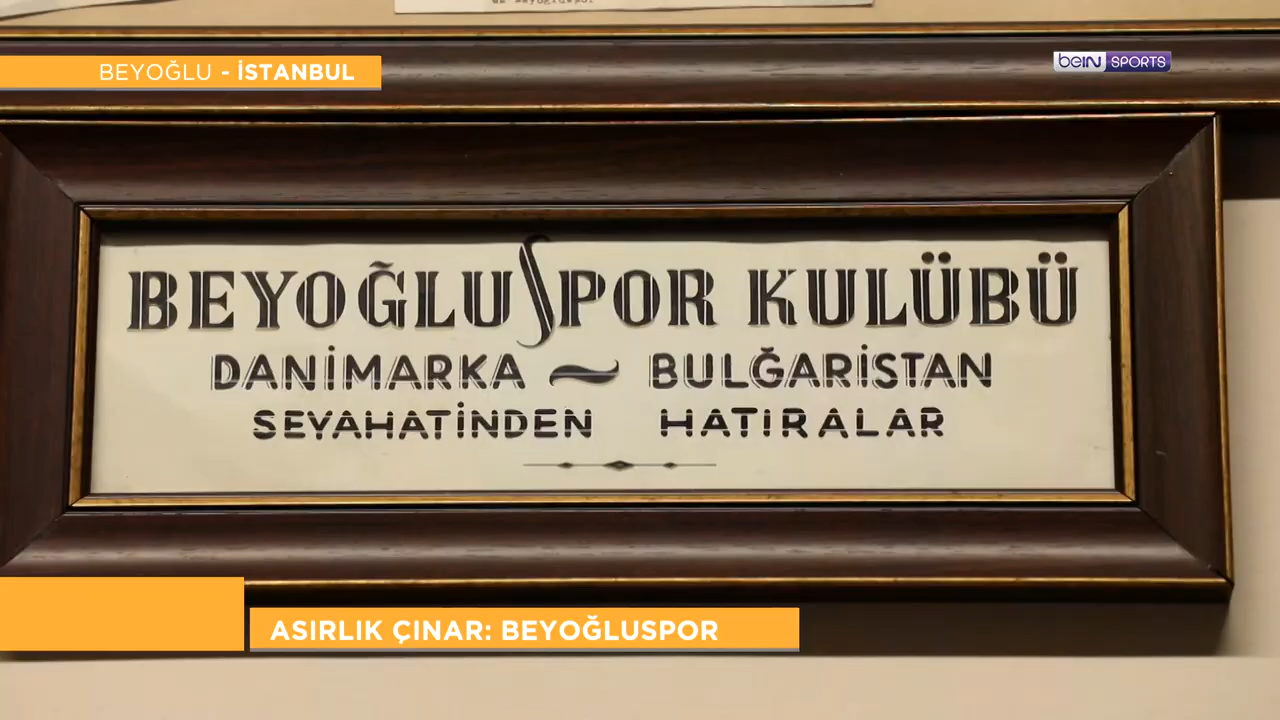 BEYOĞLU - İSTANBUL
beIN SPORTS
BEYOĞLUSPOR KULÜBÜ
DANİMARKA ~ BULĞARİSTAN
SEYAHATİNDEN HATIRALAR
ASIRLIK ÇINAR: BEYOĞLUSPOR